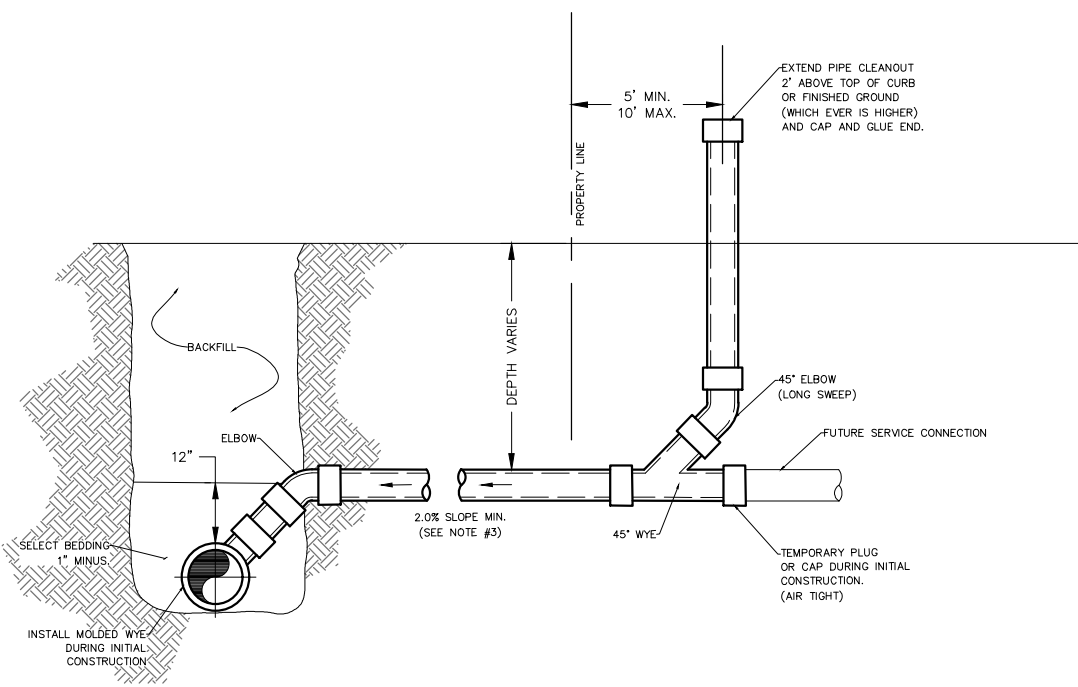 EXTEND PIPE CLEANOUT
2' ABOVE TOP OF CURB
OR FINISHED GROUND
(WHICH EVER IS HIGHER)
AND CAP AND GLUE END.
5' MIN.
10' MAX.
PROPERTY LINE
DEPTH VARIES
BACKFILL
45° ELBOW
(LONG SWEEP)
ELBOW
FUTURE SERVICE CONNECTION
12"
2.0% SLOPE MIN.
(SEE NOTE #3)
45° WYE
SELECT BEDDING
1" MINUS.
TEMPORARY PLUG
OR CAP DURING INITIAL
CONSTRUCTION.
(AIR TIGHT)
INSTALL MOLDED WYE
DURING INITIAL
CONSTRUCTION